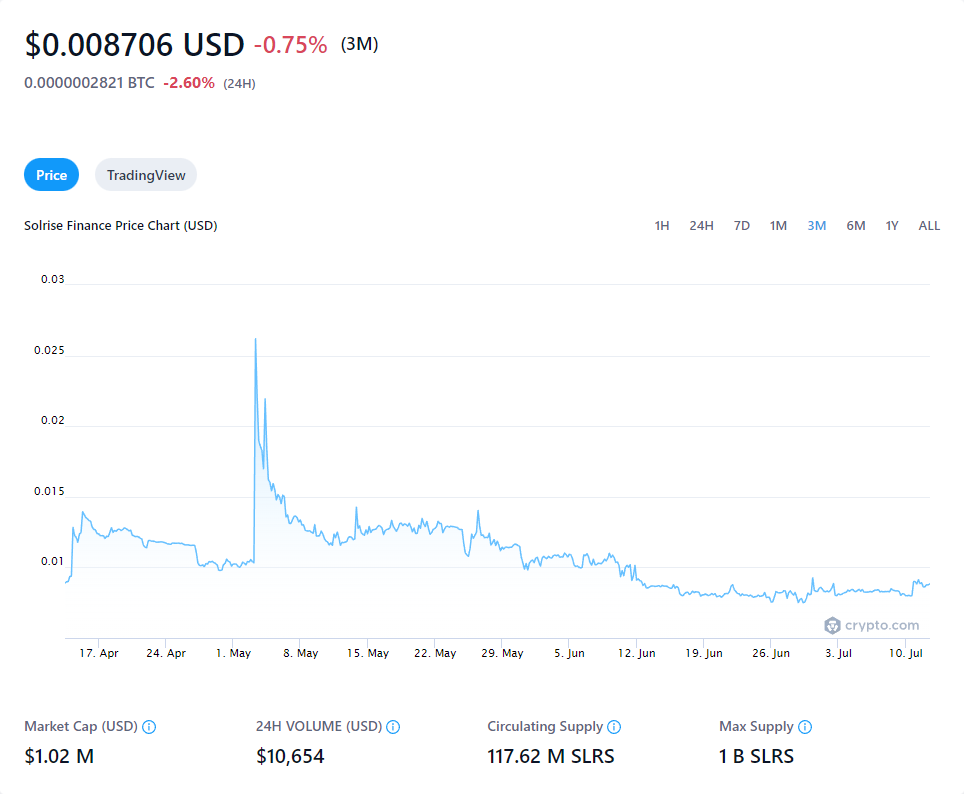 $0.008706 USD -0.75% (3M)
0.0000002821 BTC -2.60% (24H)
Price TradingView
Solrise Finance Price Chart (USD) 1H 24H 7D 1M 3M 6M 1Y ALL
0.03
0.025
0.02
0.015
0.01
crypto.com
17. Apr 24. Apr 1. May 8. May 15. May 22. May 29. May 5. Jun 12. Jun 19. Jun 26. Jun 3. Jul 10. Jul
Market Cap (USD) 24H VOLUME (USD) Circulating Supply Max Supply
$1.02 M $10,654 117.62 M SLRS 1 B SLRS